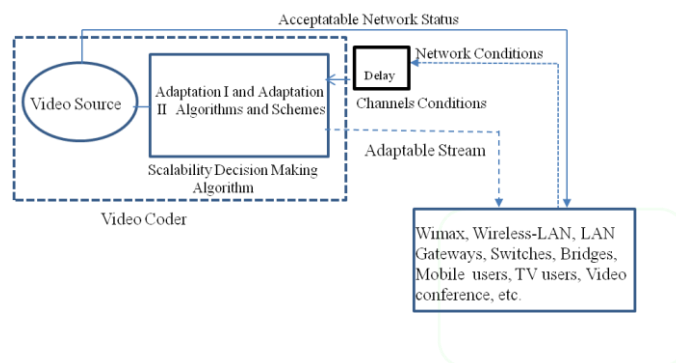 Acceptatable Network Status
Network Conditions
Delay
Video Source
Adaptation I and Adaptation
II Algorithms and Schemes
Channels Conditions
Adaptable Stream
Scalability Decision Making
Algorithm
Video Coder
Wimax, Wireless-LAN, LAN
Gateways, Switches, Bridges,
Mobile users, TV users, Video
conference, etc.